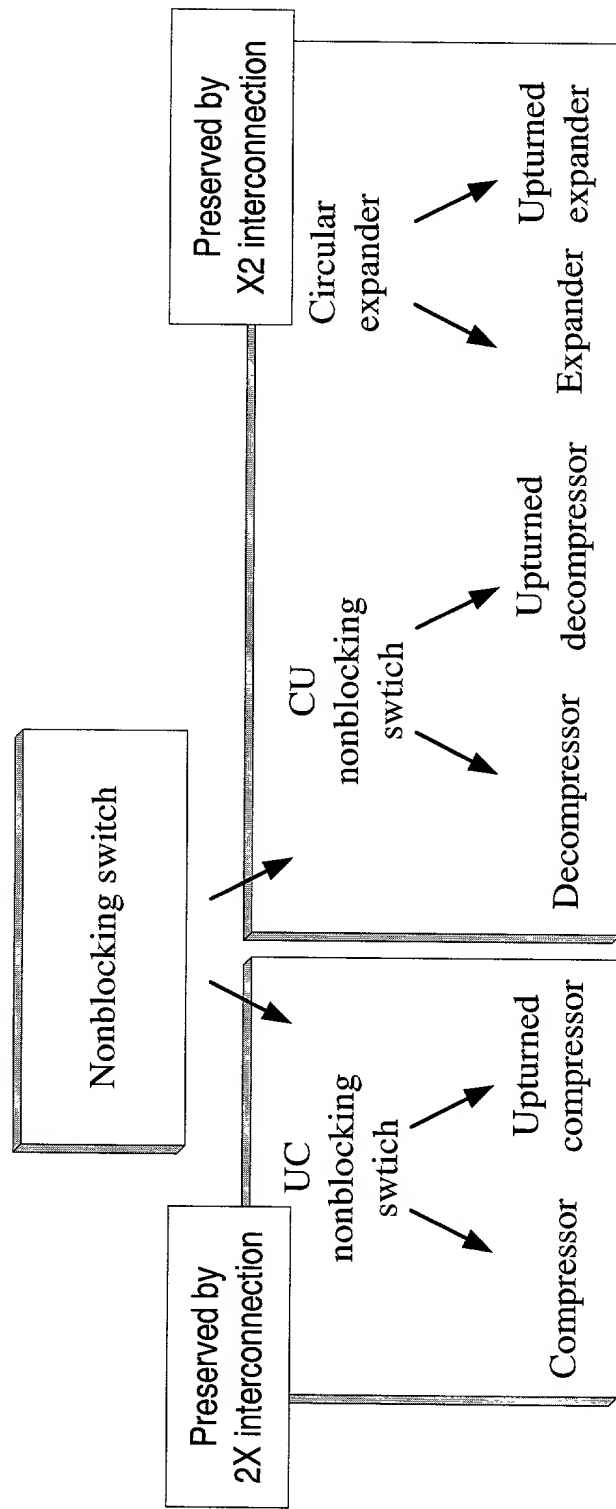 Nonblocking switch
Preserved by
2X interconnection
UC
nonblocking
swtich
Compressor
Upturned
compressor
Preserved by
X2 interconnection
CU
nonblocking
swtich
Decompressor
Upturned
decompressor
Circular
expander
Expander
Upturned
expander